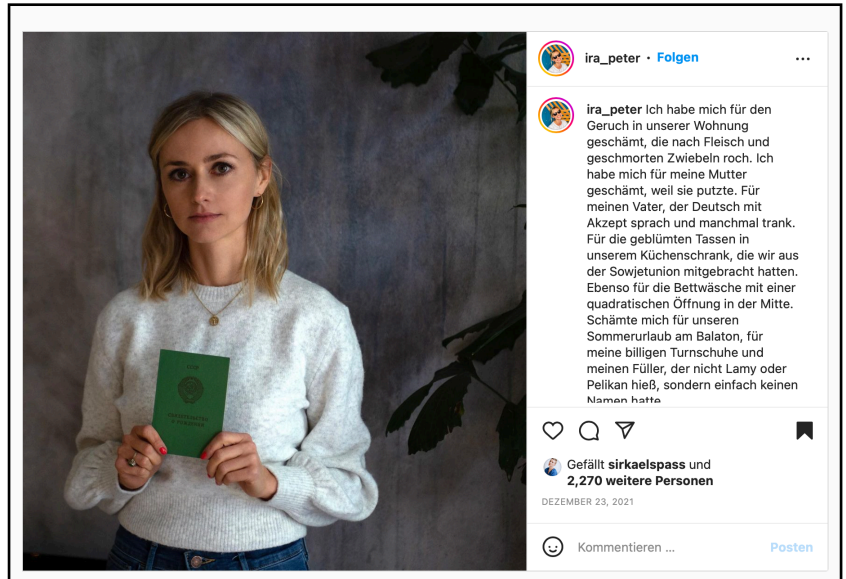 СССР
СВИДЕТЕЛЬСТВО
О РОЖДЕНИИ
ira_peter • Folgen
ira_peter Ich habe mich für den
Geruch in unserer Wohnung
geschämt, die nach Fleisch und
geschmorten Zwiebeln roch. Ich
habe mich für meine Mutter
geschämt, weil sie putzte. Für
meinen Vater, der Deutsch mit
Akzept sprach und manchmal trank.
Für die geblümten Tassen in
unserem Küchenschrank, die wir aus
der Sowjetunion mitgebracht hatten.
Ebenso für die Bettwäsche mit einer
quadratischen Öffnung in der Mitte.
Schämte mich für unseren
Sommerurlaub am Balaton, für
meine billigen Turnschuhe und
meinen Füller, der nicht Lamy oder
Pelikan hieß, sondern einfach keinen
Namen hatte
Gefällt sirkaelspass und
2,270 weitere Personen
DEZEMBER 23, 2021
Kommentieren ...
Posten